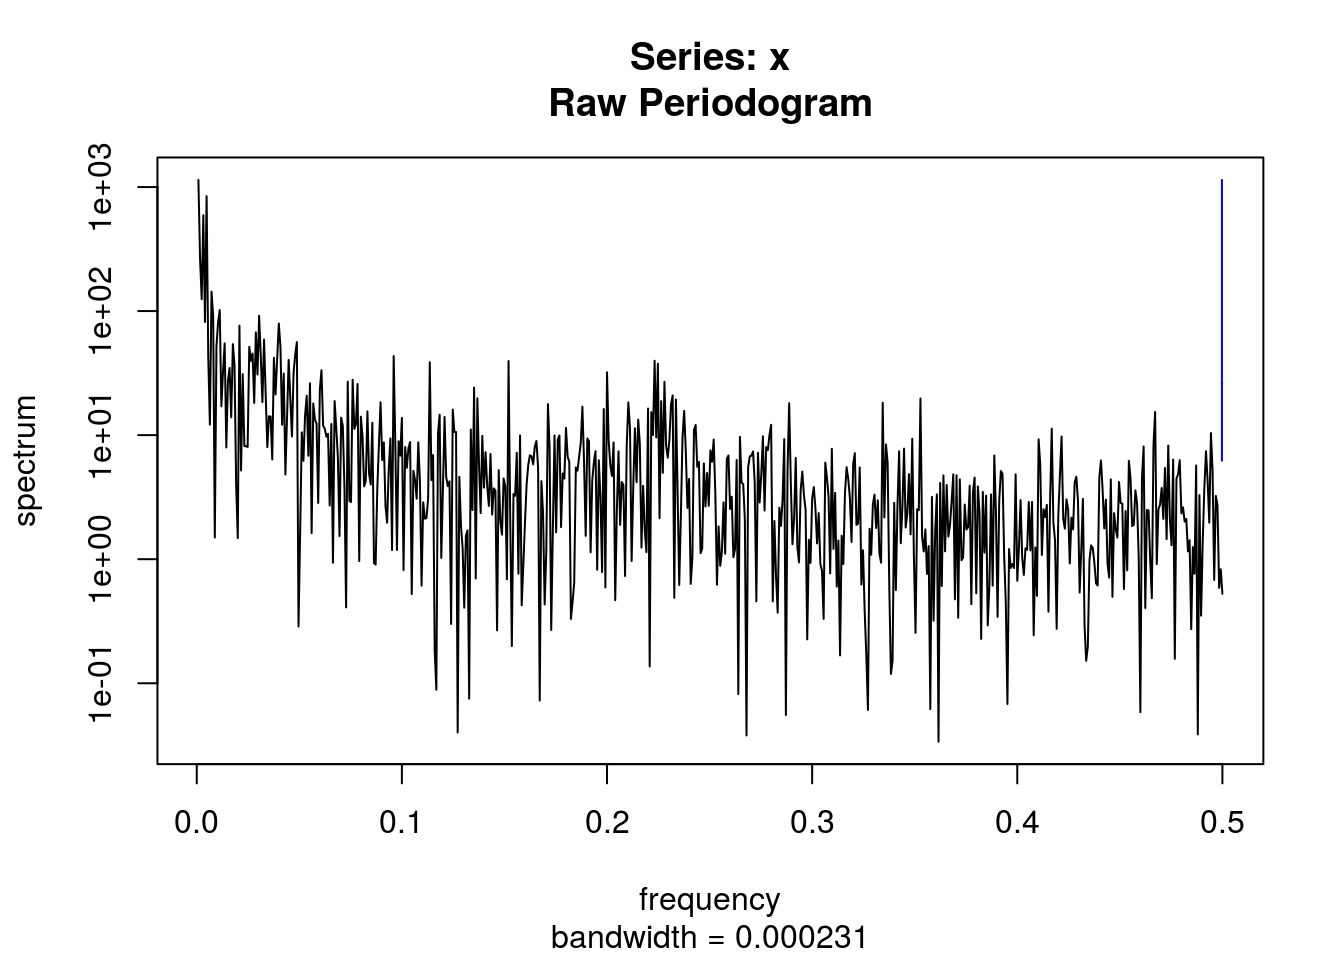 Series: x
Raw Periodogram
spectrum
1e+03
1e+02
1e+01
1e+00
1e-01
0.0 0.1 0.2 0.3 0.4 0.5
frequency
bandwidth = 0.000231